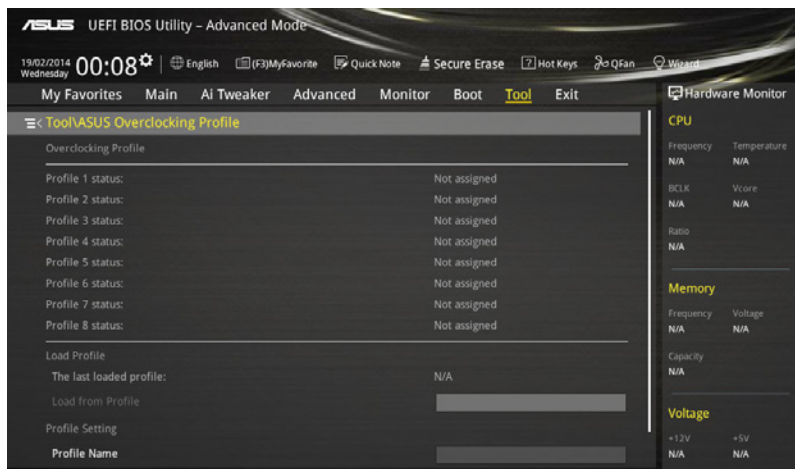 ASUS UEFI BIOS Utility – Advanced Mode
19/02/2014
Wednesday
00:08
English
(F3)MyFavorite
Quick Note
Secure Erase
? Hot Keys
QFan
Wizard
My Favorites
Main
Ai Tweaker
Advanced
Monitor
Boot
Tool
Exit
Hardware Monitor
Tool\ASUS Overclocking Profile
Overclocking Profile
Profile 1 status: Not assigned
Profile 2 status: Not assigned
Profile 3 status: Not assigned
Profile 4 status: Not assigned
Profile 5 status: Not assigned
Profile 6 status: Not assigned
Profile 7 status: Not assigned
Profile 8 status: Not assigned
Load Profile
The last loaded profile: N/A
Load from Profile
Profile Setting
Profile Name
CPU
Frequency Temperature
N/A N/A
BCLK Vcore
N/A N/A
Ratio
N/A
Memory
Frequency Voltage
N/A N/A
Capacity
N/A
Voltage
+12V +5V
N/A N/A